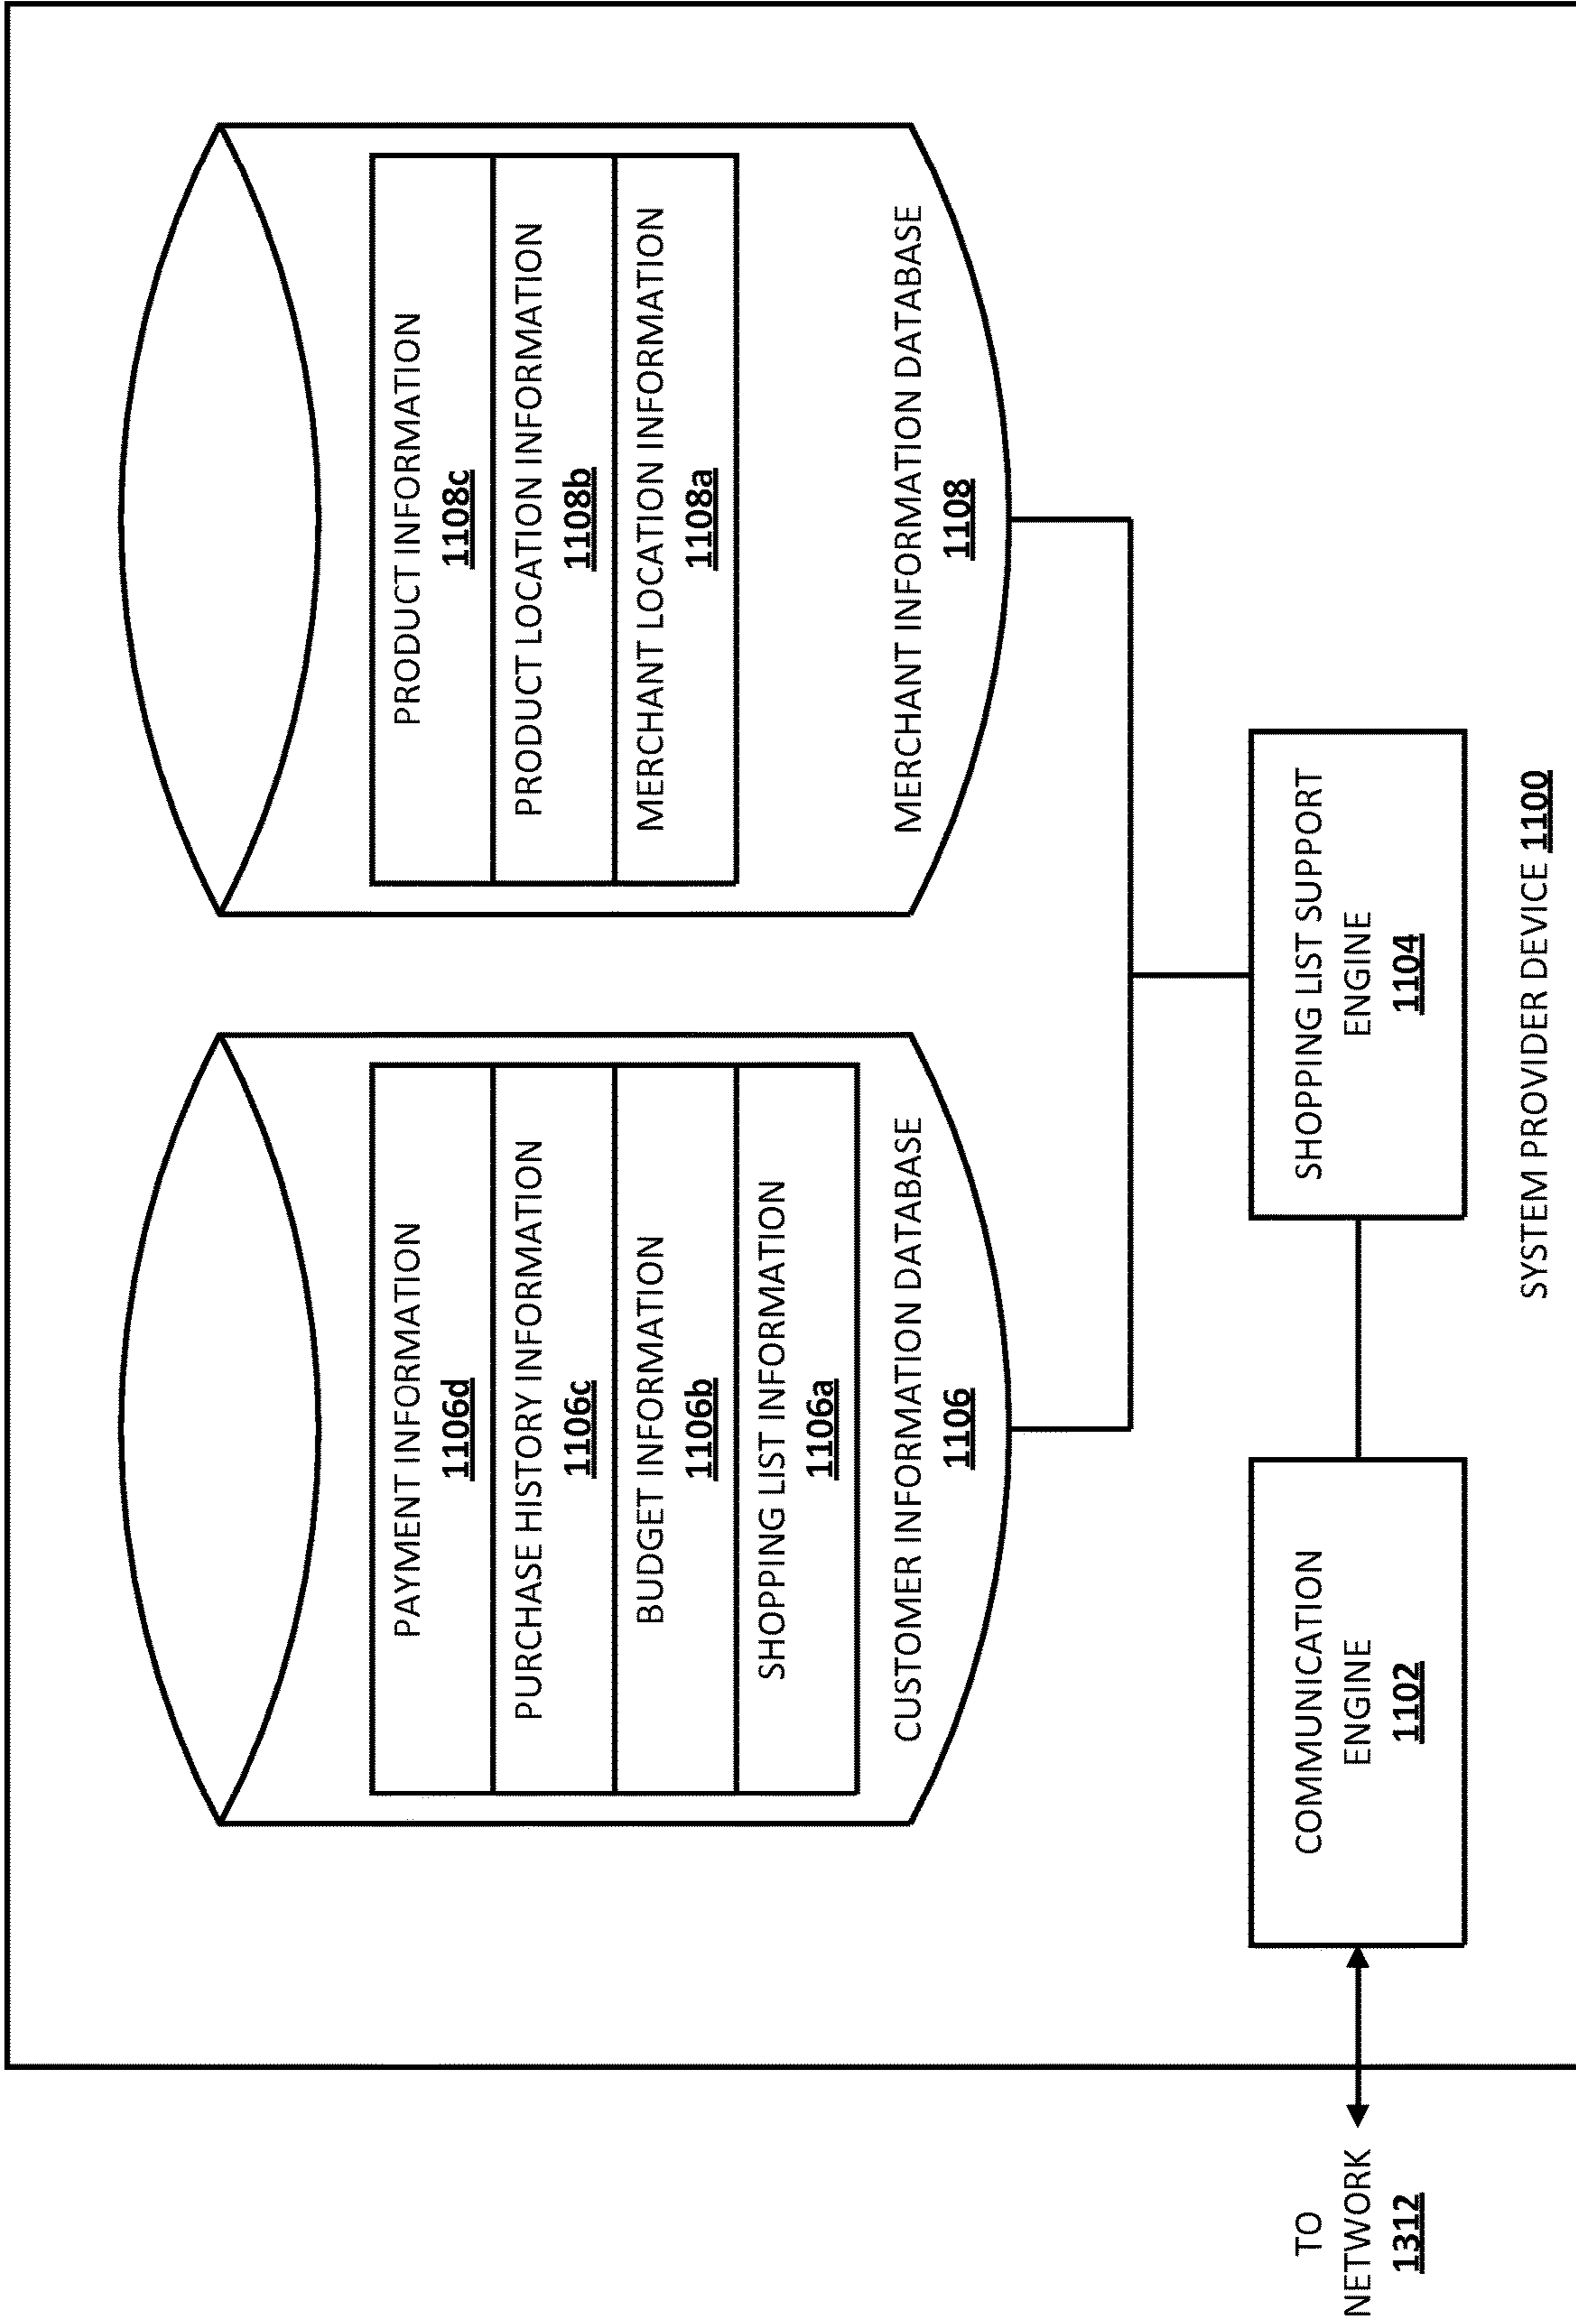 PAYMENT INFORMATION
1106d
PURCHASE HISTORY INFORMATION
1106c
BUDGET INFORMATION
1106b
SHOPPING LIST INFORMATION
1106a
CUSTOMER INFORMATION DATABASE
1106
PRODUCT INFORMATION
1108c
PRODUCT LOCATION INFORMATION
1108b
MERCHANT LOCATION INFORMATION
1108a
MERCHANT INFORMATION DATABASE
1108
TO
NETWORK
1312
COMMUNICATION
ENGINE
1102
SHOPPING LIST SUPPORT
ENGINE
1104
SYSTEM PROVIDER DEVICE 1100